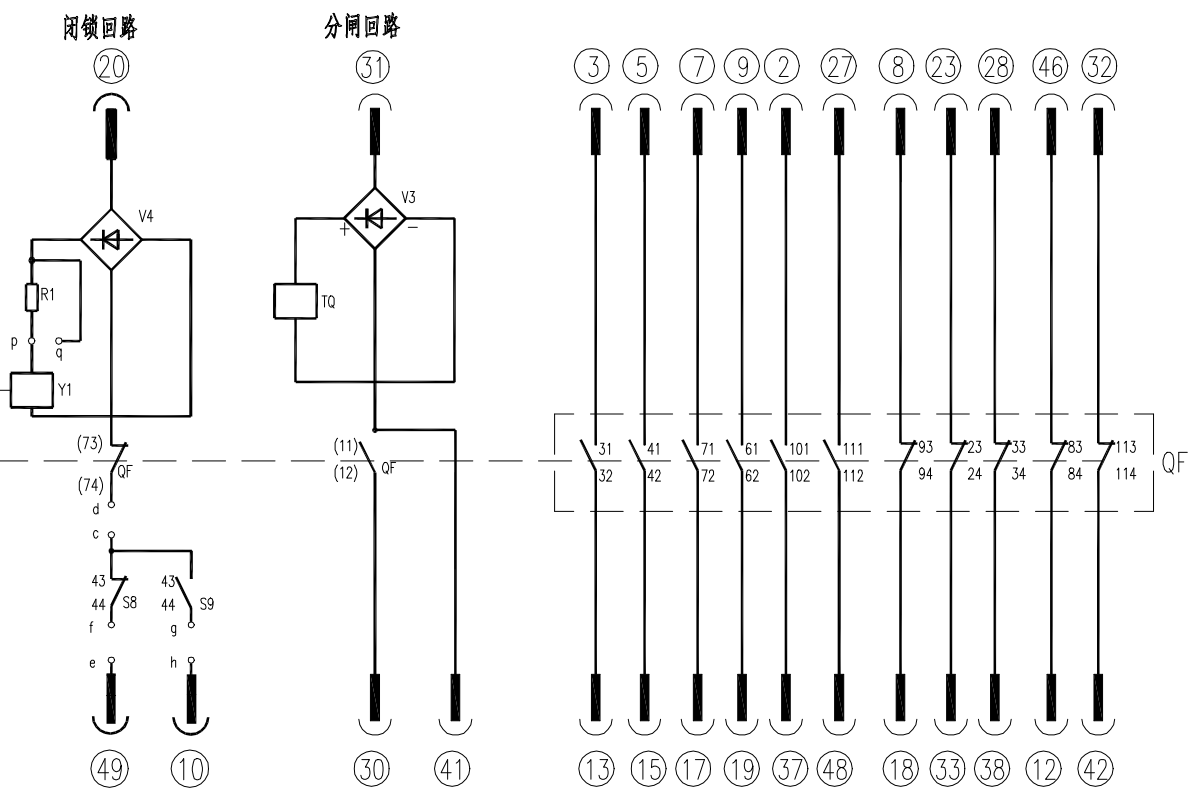 闭锁回路 分闸回路
20 31 3 5 7 9 2 27 8 23 28 46 32
V4 V3
+ −
R1 TQ
p q
Y1
(73) (11) 31 41 71 61 101 111 93 23 33 83 113
QF QF QF
(74) (12) 32 42 72 62 102 112 94 24 34 84 114
d
c
43 43
44 S8 44 S9
f g
e h
49 10 30 41 13 15 17 19 37 48 18 33 38 12 42